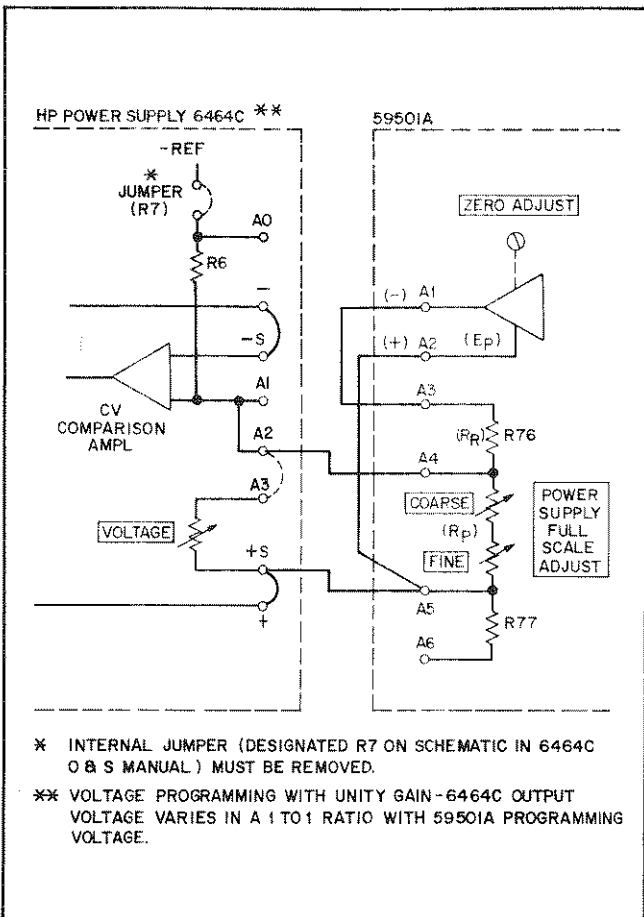 HP POWER SUPPLY 6464C **
59501A
-REF
*
JUMPER
(R7)
A0
ZERO ADJUST
R6
-
(-) A1
-S
(+) A2
(Ep)
A1
A3
CV
COMPARISON
AMPL
A2
(RR)
R76
A4
A3
COARSE
POWER
SUPPLY
FULL
SCALE
ADJUST
VOLTAGE
(Rp)
+S
FINE
A5
+
R77
A6
* INTERNAL JUMPER (DESIGNATED R7 ON SCHEMATIC IN 6464C
O & S MANUAL) MUST BE REMOVED.
** VOLTAGE PROGRAMMING WITH UNITY GAIN-6464C OUTPUT
VOLTAGE VARIES IN A 1 TO 1 RATIO WITH 59501A PROGRAMMING
VOLTAGE.